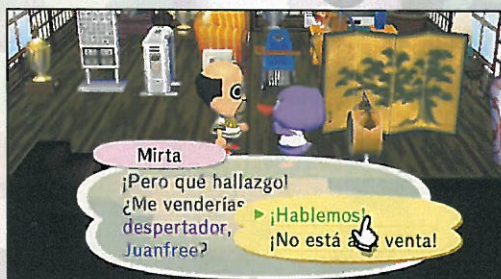 Mirta
¡Pero qué hallazgo!
¿Me venderías
despertador,
Juanfree?
¡Hablemos!
¡No está a venta!